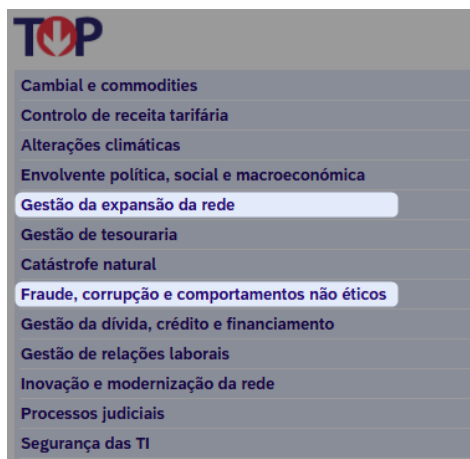 TOP
Cambial e commodities
Controlo de receita tarifária
Alterações climáticas
Envolvente política, social e macroeconómica
Gestão da expansão da rede
Gestão de tesouraria
Catástrofe natural
Fraude, corrupção e comportamentos não éticos
Gestão da dívida, crédito e financiamento
Gestão de relações laborais
Inovação e modernização da rede
Processos judiciais
Segurança das TI